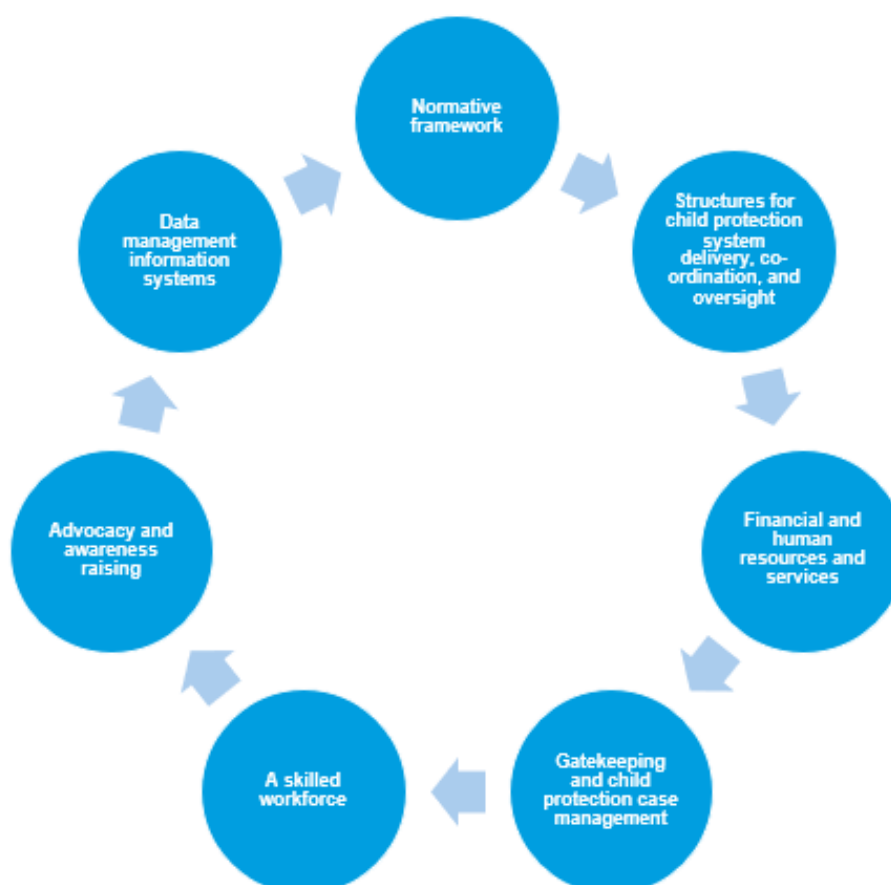 Normative
framework
Structures for
child protection
system
delivery, co-
ordination, and
oversight
Financial and
human
resources and
services
Gatekeeping
and child
protection case
management
A skilled
workforce
Advocacy and
awareness
raising
Data
management
information
systems